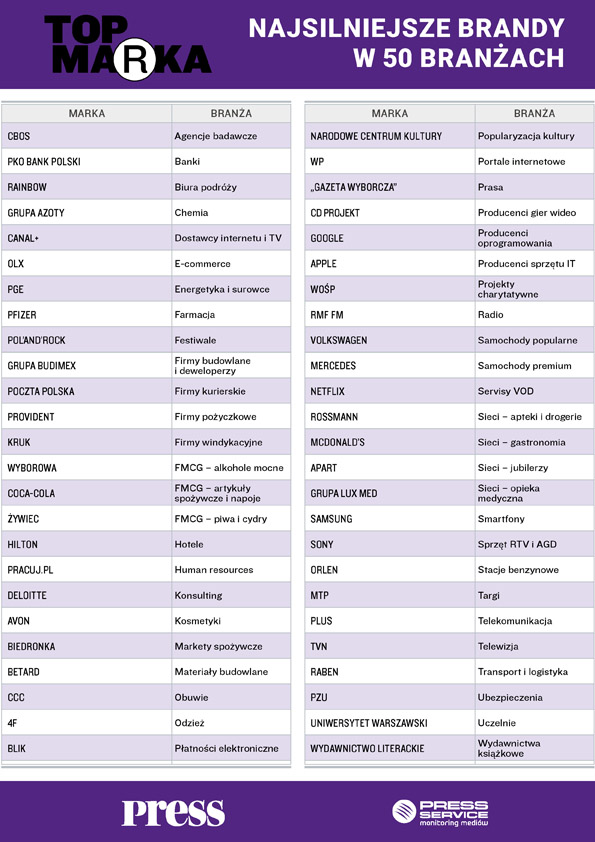 TOP
MARKA
NAJSILNIEJSZE BRANDY
W 50 BRANŻACH
MARKA BRANŻA
CBOS Agencje badawcze
PKO BANK POLSKI Banki
RAINBOW Biura podróży
GRUPA AZOTY Chemia
CANAL+ Dostawcy internetu i TV
OLX E-commerce
PGE Energetyka i surowce
PFIZER Farmacja
POL'AND'ROCK Festiwale
GRUPA BUDIMEX Firmy budowlane
i deweloperzy
POCZTA POLSKA Firmy kurierskie
PROVIDENT Firmy pożyczkowe
KRUK Firmy windykacyjne
WYBOROWA FMCG – alkohole mocne
COCA-COLA FMCG – artykuły
spożywcze i napoje
ŻYWIEC FMCG – piwa i cydry
HILTON Hotele
PRACUJ.PL Human resources
DELOITTE Konsulting
AVON Kosmetyki
BIEDRONKA Markety spożywcze
BETARD Materiały budowlane
CCC Obuwie
4F Odzież
BLIK Płatności elektroniczne
MARKA BRANŻA
NARODOWE CENTRUM KULTURY Popularyzacja kultury
WP Portale internetowe
„GAZETA WYBORCZA" Prasa
CD PROJEKT Producenci gier wideo
GOOGLE Producenci
oprogramowania
APPLE Producenci sprzętu IT
WOŚP Projekty
charytatywne
RMF FM Radio
VOLKSWAGEN Samochody popularne
MERCEDES Samochody premium
NETFLIX Serwisy VOD
ROSSMANN Sieci – apteki i drogerie
MCDONALD'S Sieci – gastronomia
APART Sieci – jubilerzy
GRUPA LUX MED Sieci – opieka
medyczna
SAMSUNG Smartfony
SONY Sprzęt RTV i AGD
ORLEN Stacje benzynowe
MTP Targi
PLUS Telekomunikacja
TVN Telewizja
RABEN Transport i logistyka
PZU Ubezpieczenia
UNIWERSYTET WARSZAWSKI Uczelnie
WYDAWNICTWO LITERACKIE Wydawnictwa
książkowe
press
PRESS
SERVICE
monitoring mediów